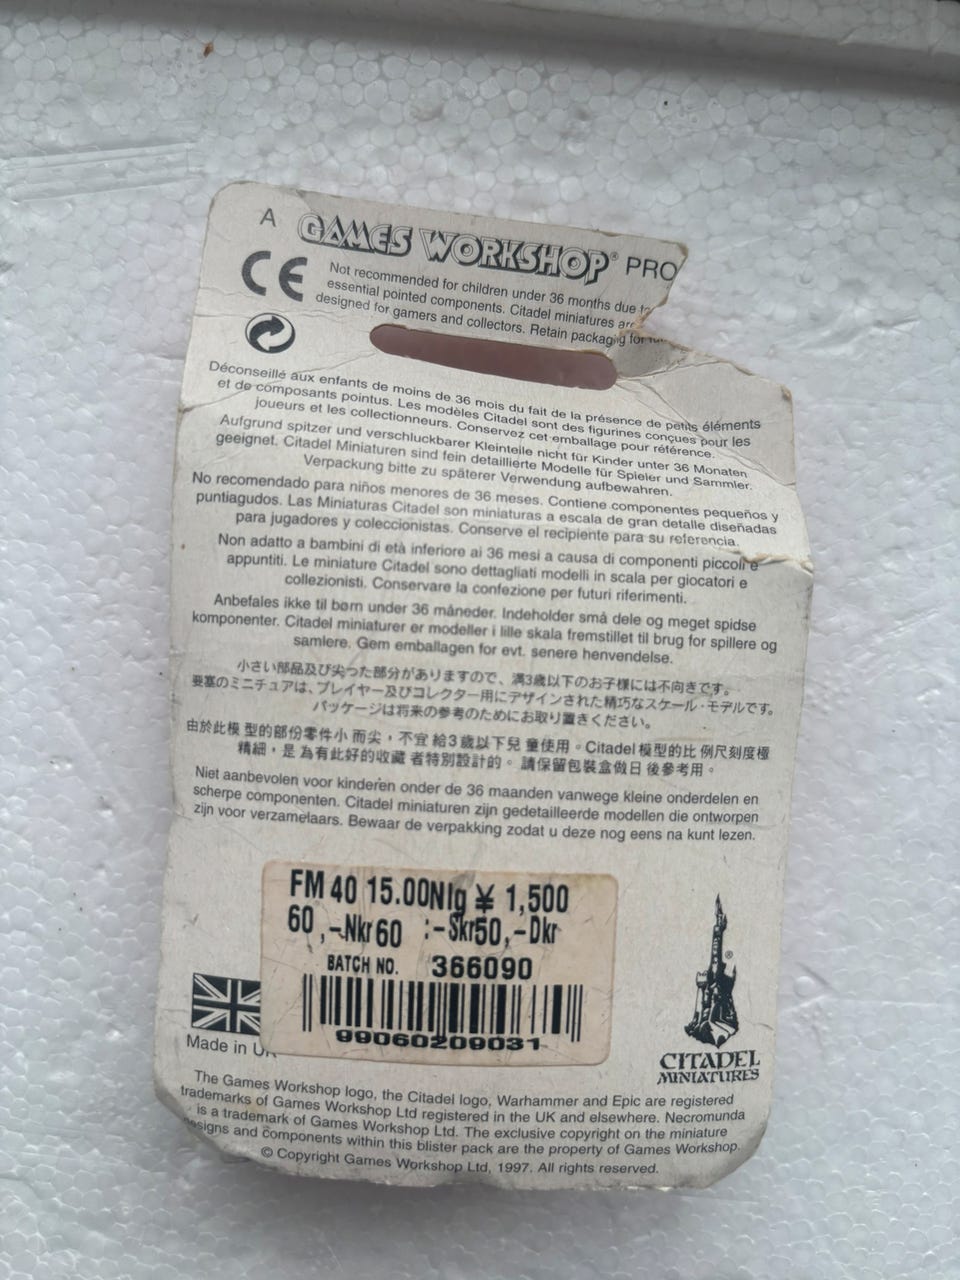 A GAMES WORKSHOP® PRO
CE
Not recommended for children under 36 months due to
essential pointed components. Citadel miniatures are
designed for gamers and collectors. Retain packagig for
Déconseillé aux enfants de moins de 36 mois du fait de la présence de petits éléments
et de composants pointus. Les modèles Citadel sont des figurines conçues pour les
joueurs et les collectionneurs. Conservez cet emballage pour référence.
Aufgrund spitzer und verschluckbarer Kleinteile nicht für Kinder unter 36 Monaten
geeignet. Citadel Miniaturen sind fein detaillierte Modelle für Spieler und Sammler.
Verpackung bitte zu späterer Verwendung aufbewahren.
No recomendado para niños menores de 36 meses. Contiene componentes pequeños y
puntiagudos. Las Miniaturas Citadel son miniaturas a escala de gran detalle diseñadas
para jugadores y coleccionistas. Conserve el recipiente para su referencia.
Non adatto a bambini di età inferiore ai 36 mesi a causa di componenti piccoli e
appuntiti. Le miniature Citadel sono dettagliati modelli in scala per giocatori e
collezionisti. Conservare la confezione per futuri riferimenti.
Anbefales ikke til børn under 36 måneder. Indeholder små dele og meget spidse
komponenter. Citadel miniaturer er modeller i lille skala fremstillet til brug for spillere og
samlere. Gem emballagen for evt. senere henvendelse.
小さい部品及び尖った部分がありますので、満3歳以下のお子様には不向きです。
要塞のミニチュアは、プレイヤー及びコレクター用にデザインされた精巧なスケール・モデルです。
パッケージは将来の参考のためにお取り置きください。
由於此模 型的部份零件小 而尖，不宜 給3 歲以下兒 童使用。Citadel 模型的比 例尺刻度極
精細，是 為有此好的收藏 者特別設計的。 請保留包裝盒做日 後參考用。
Niet aanbevolen voor kinderen onder de 36 maanden vanwege kleine onderdelen en
scherpe componenten. Citadel miniaturen zijn gedetailleerde modellen die ontworpen
zijn voor verzamelaars. Bewaar de verpakking zodat u deze nog eens na kunt lezen.
FM 40 15.00Nlg ¥ 1,500
60 ,-Nkr 60 :-Skr50,-Dkr
BATCH NO. 366090
99060209031
Made in UK
CITADEL®
MINIATURES
The Games Workshop logo, the Citadel logo, Warhammer and Epic are registered
trademarks of Games Workshop Ltd registered in the UK and elsewhere. Necromunda
is a trademark of Games Workshop Ltd. The exclusive copyright on the miniature
designs and components within this blister pack are the property of Games Workshop.
© Copyright Games Workshop Ltd, 1997. All rights reserved.